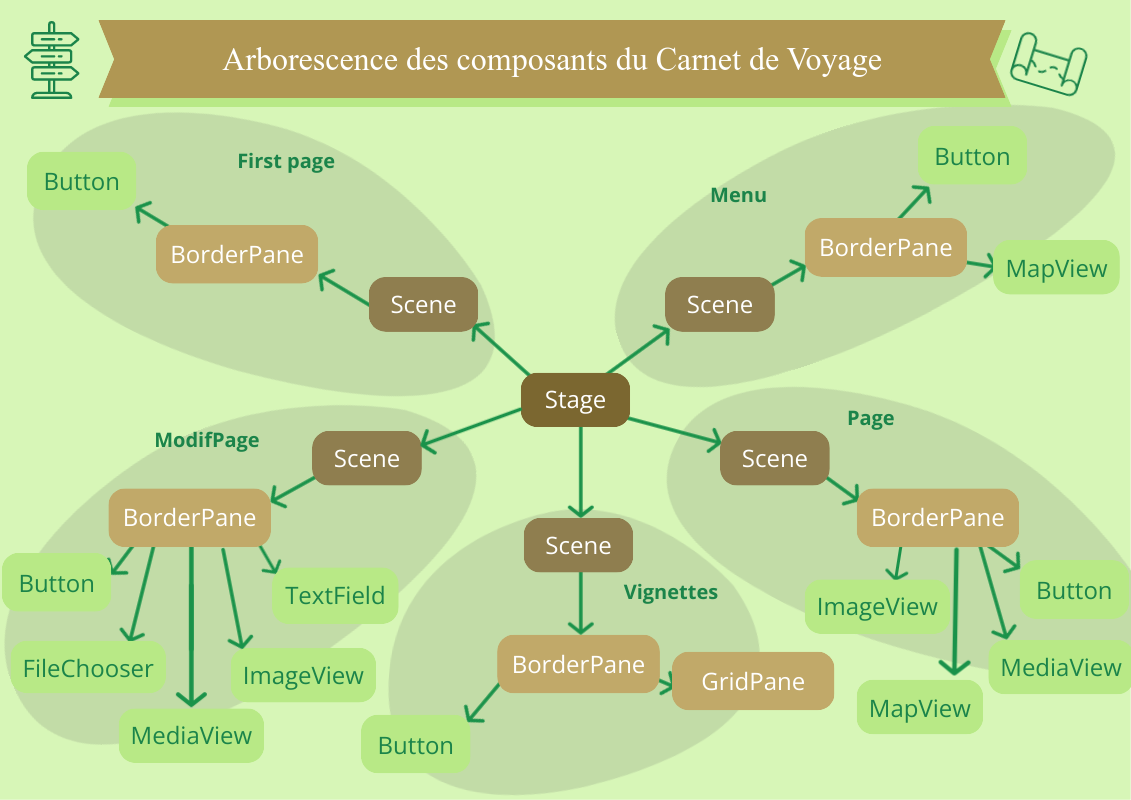 Arborescence des composants du Carnet de Voyage
First page
Button
BorderPane
Scene
Menu
Button
BorderPane
MapView
Scene
Stage
ModifPage
Scene
BorderPane
Button
TextField
FileChooser
ImageView
MediaView
Scene
Vignettes
BorderPane
GridPane
Button
Page
Scene
BorderPane
Button
ImageView
MediaView
MapView